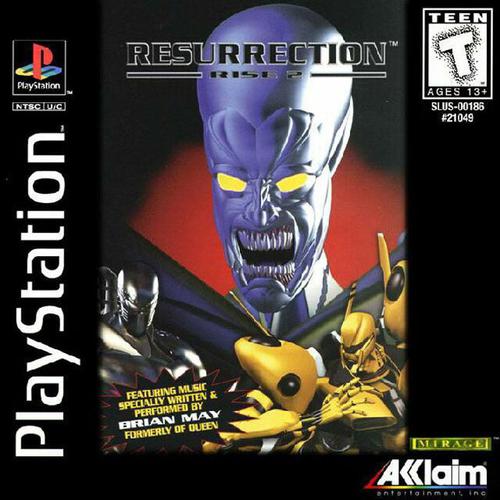 PlayStation
NTSC U/C
PlayStation
RESURRECTION™
RISE 2
TEEN
T
AGES 13+
SLUS-00186
#21049
FEATURING MUSIC
SPECIALLY WRITTEN &
PERFORMED BY
BRIAN MAY
FORMERLY OF QUEEN
MIRAGE
AKKlaim
entertainment, inc.